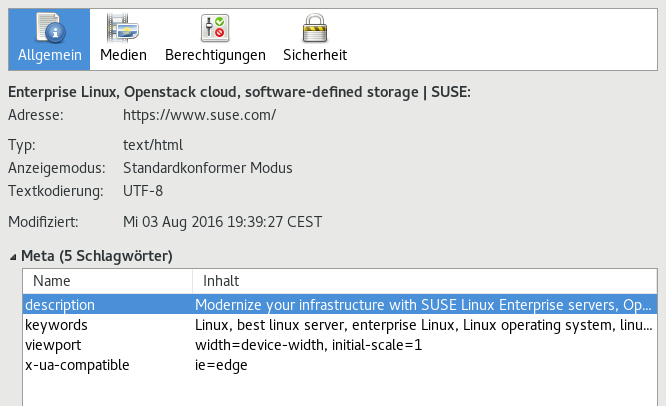 Allgemein Medien Berechtigungen Sicherheit
Enterprise Linux, Openstack cloud, software-defined storage | SUSE:
Adresse: https://www.suse.com/
Typ: text/html
Anzeigemodus: Standardkonformer Modus
Textkodierung: UTF-8
Modifiziert: Mi 03 Aug 2016 19:39:27 CEST
Meta (5 Schlagwörter)
Name Inhalt
description Modernize your infrastructure with SUSE Linux Enterprise servers, Op...
keywords Linux, best linux server, enterprise Linux, Linux operating system, linu...
viewport width=device-width, initial-scale=1
x-ua-compatible ie=edge